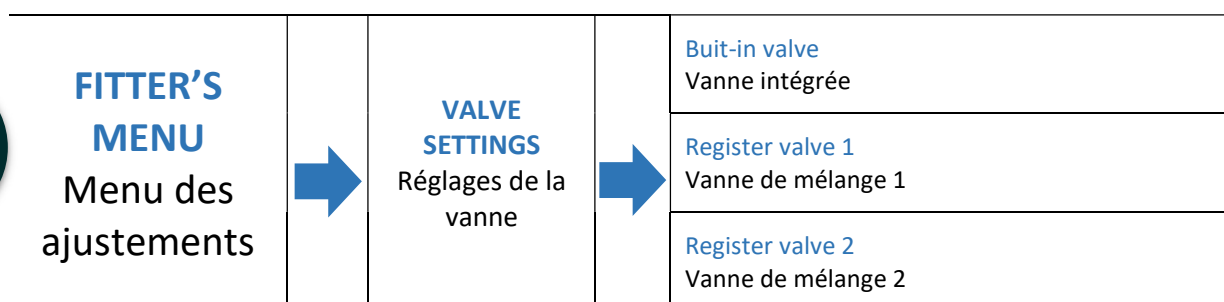 FITTER’S
MENU
Menu des
ajustements
VALVE
SETTINGS
Réglages de la
vanne
Buit-in valve
Vanne intégrée
Register valve 1
Vanne de mélange 1
Register valve 2
Vanne de mélange 2